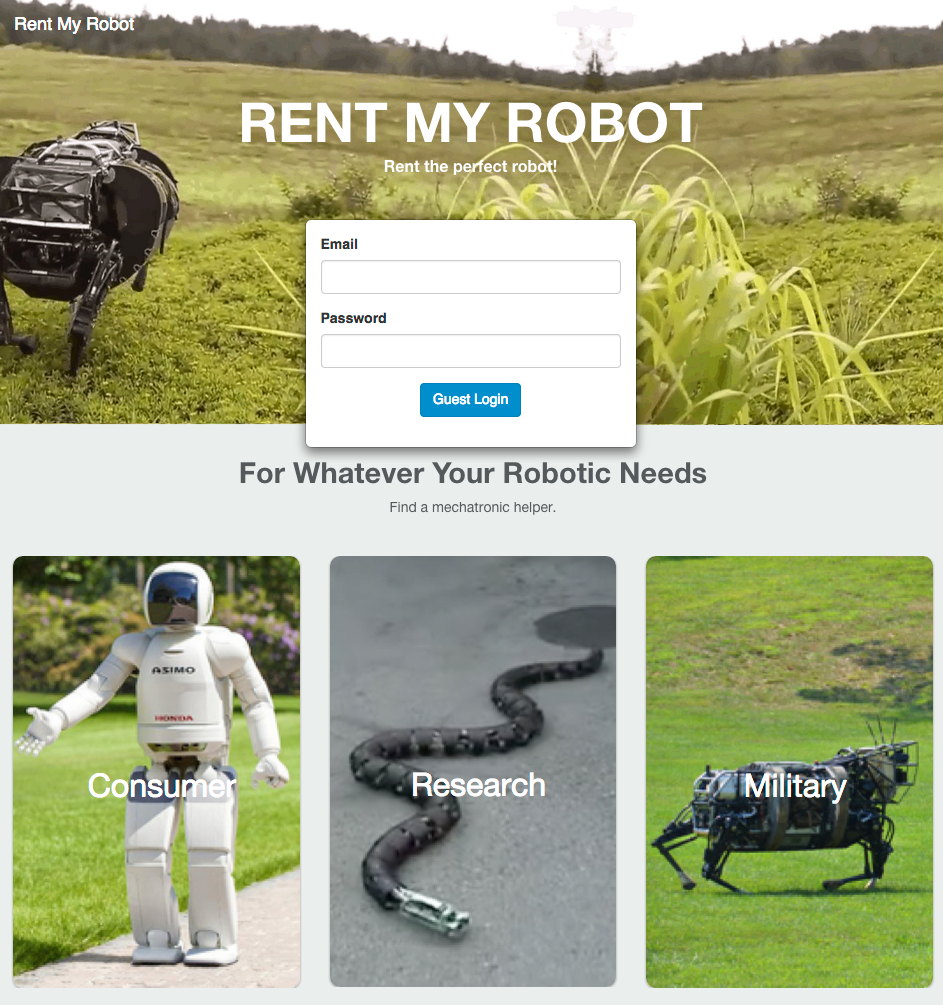 Rent My Robot
RENT MY ROBOT
Rent the perfect robot!
Email
Password
Guest Login
For Whatever Your Robotic Needs
Find a mechatronic helper.
ASIMO
HONDA
Consumer
Research
Military